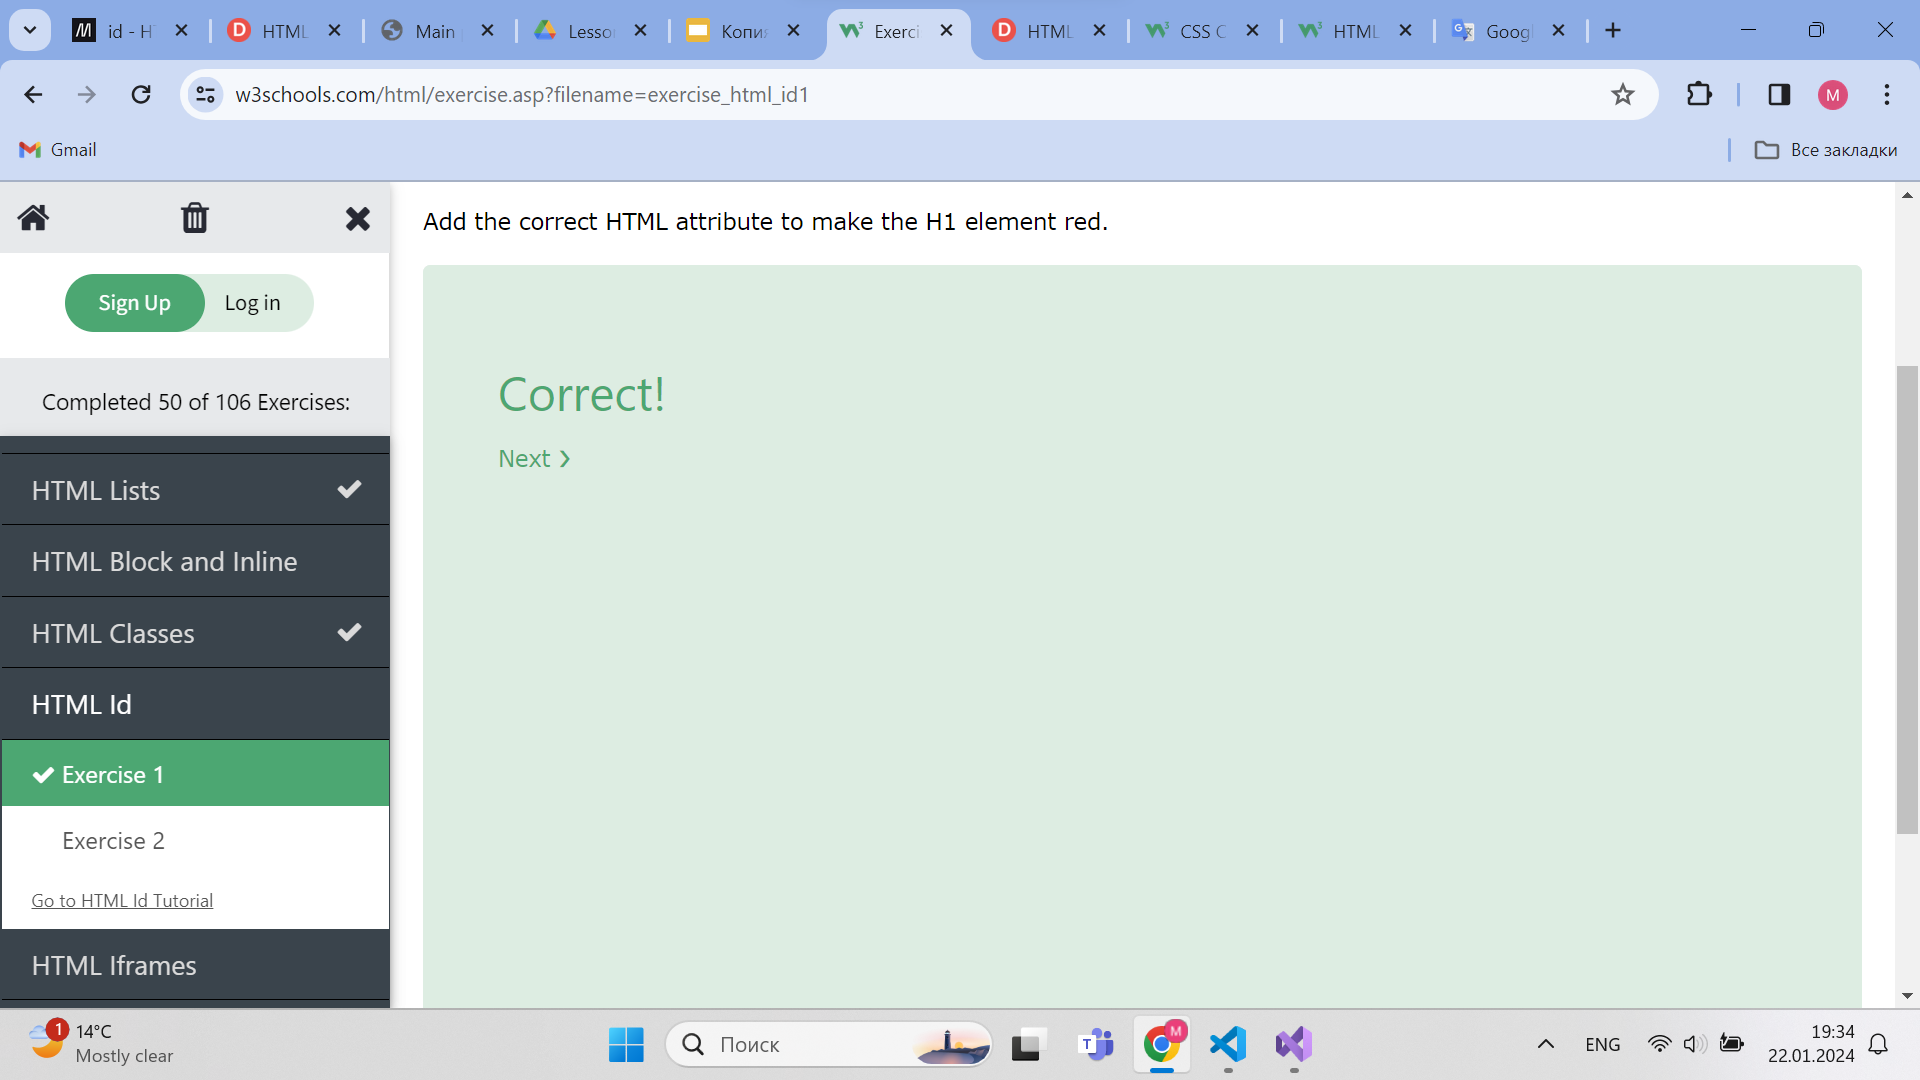 id - H
HTML
Main
Lesso
Копи
Exerci
HTML
CSS C
HTML
Googl
w3schools.com/html/exercise.asp?filename=exercise_html_id1
M
Gmail
Все закладки
Sign Up
Log in
Completed 50 of 106 Exercises:
HTML Lists
HTML Block and Inline
HTML Classes
HTML Id
Exercise 1
Exercise 2
Go to HTML Id Tutorial
HTML Iframes
Add the correct HTML attribute to make the H1 element red.
Correct!
Next ❯
1
14°C
Mostly clear
Поиск
M
ENG
19:34
22.01.2024